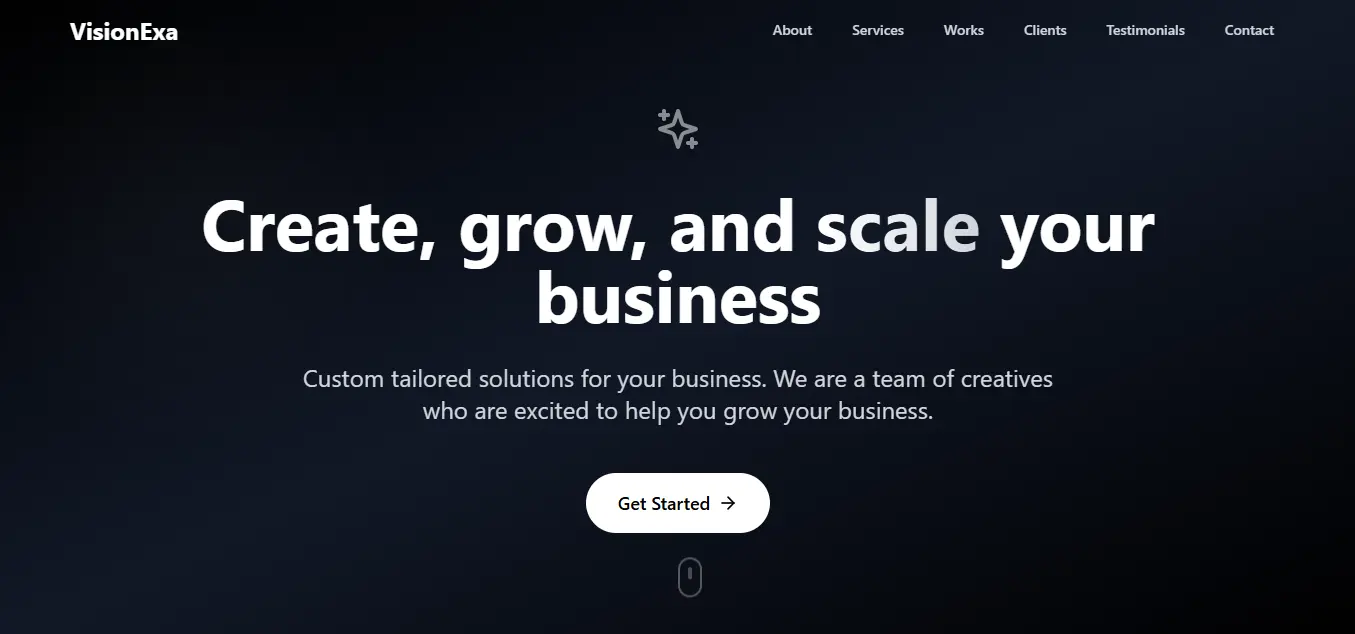 VisionExa
About
Services
Works
Clients
Testimonials
Contact
Create, grow, and scale your
business
Custom tailored solutions for your business. We are a team of creatives
who are excited to help you grow your business.
Get Started →